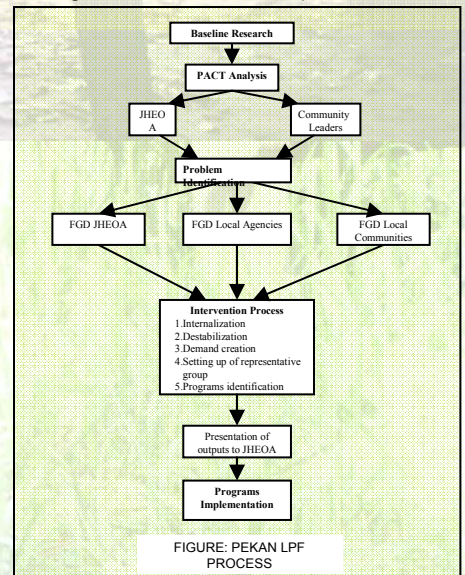 Baseline Research
PACT Analysis
JHEO
A
Community
Leaders
Problem
Identification
FGD JHEOA
FGD Local Agencies
FGD Local
Communities
Intervention Process
1.Internalization
2.Destabilization
3.Demand creation
4.Setting up of representative
group
5.Programs identification
Presentation of
outputs to JHEOA
Programs
Implementation
FIGURE: PEKAN LPF
PROCESS